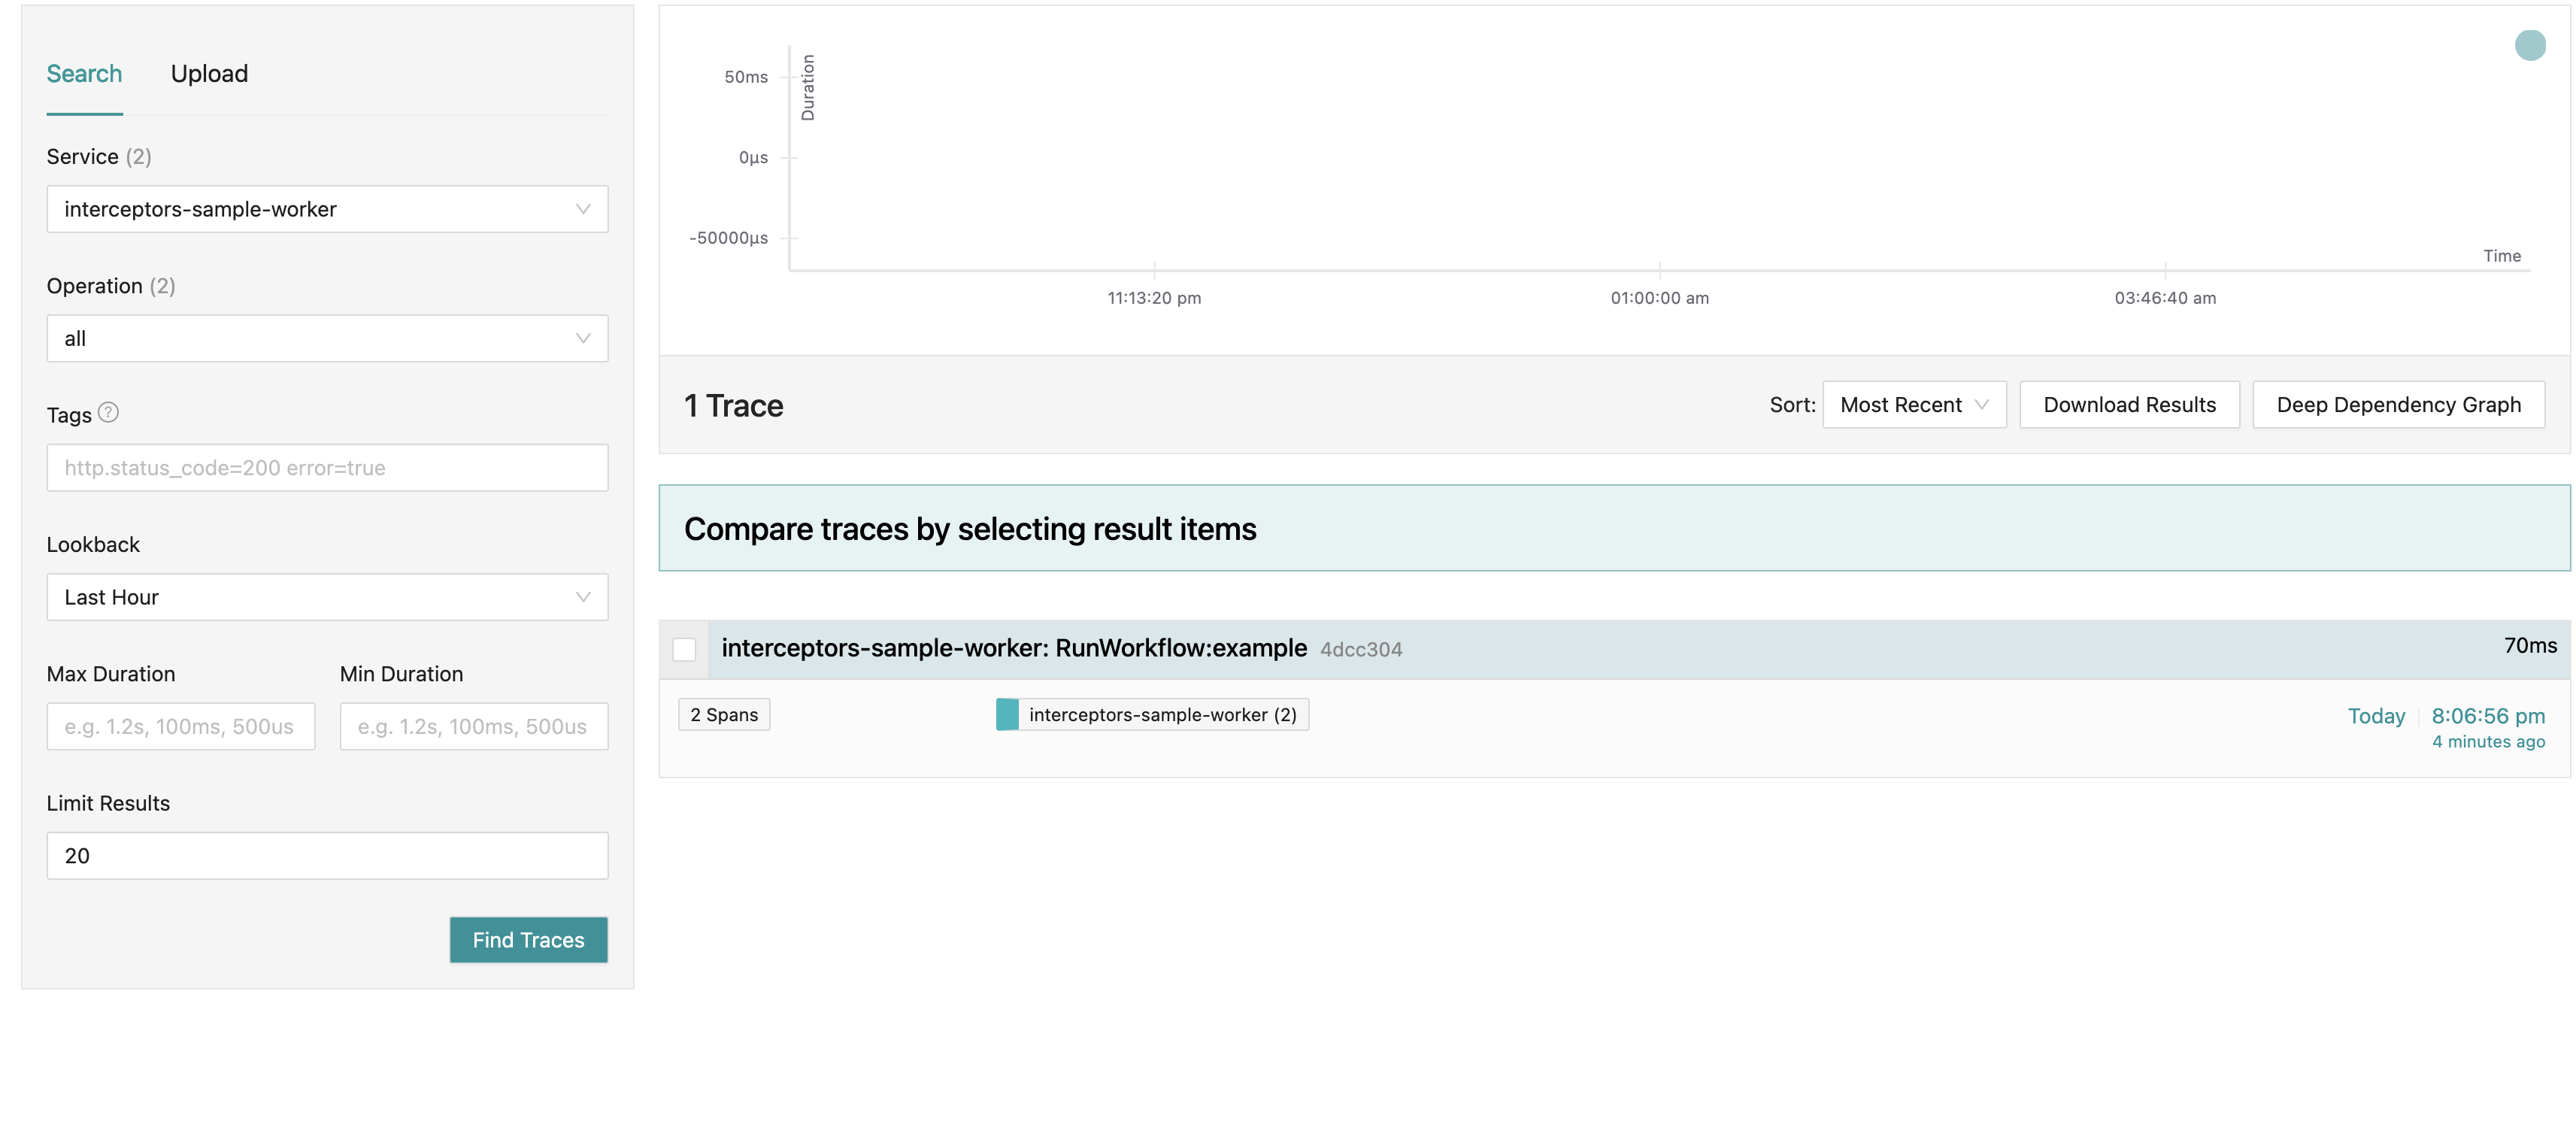 Search Upload
Service (2)
interceptors-sample-worker
Operation (2)
all
Tags ?
http.status_code=200 error=true
Lookback
Last Hour
Max Duration Min Duration
e.g. 1.2s, 100ms, 500us e.g. 1.2s, 100ms, 500us
Limit Results
20
Find Traces
Duration
50ms
0μs
-50000μs
Time
11:13:20 pm 01:00:00 am 03:46:40 am
1 Trace
Sort: Most Recent Download Results Deep Dependency Graph
Compare traces by selecting result items
interceptors-sample-worker: RunWorkflow:example 4dcc304 70ms
2 Spans interceptors-sample-worker (2) Today 8:06:56 pm
4 minutes ago